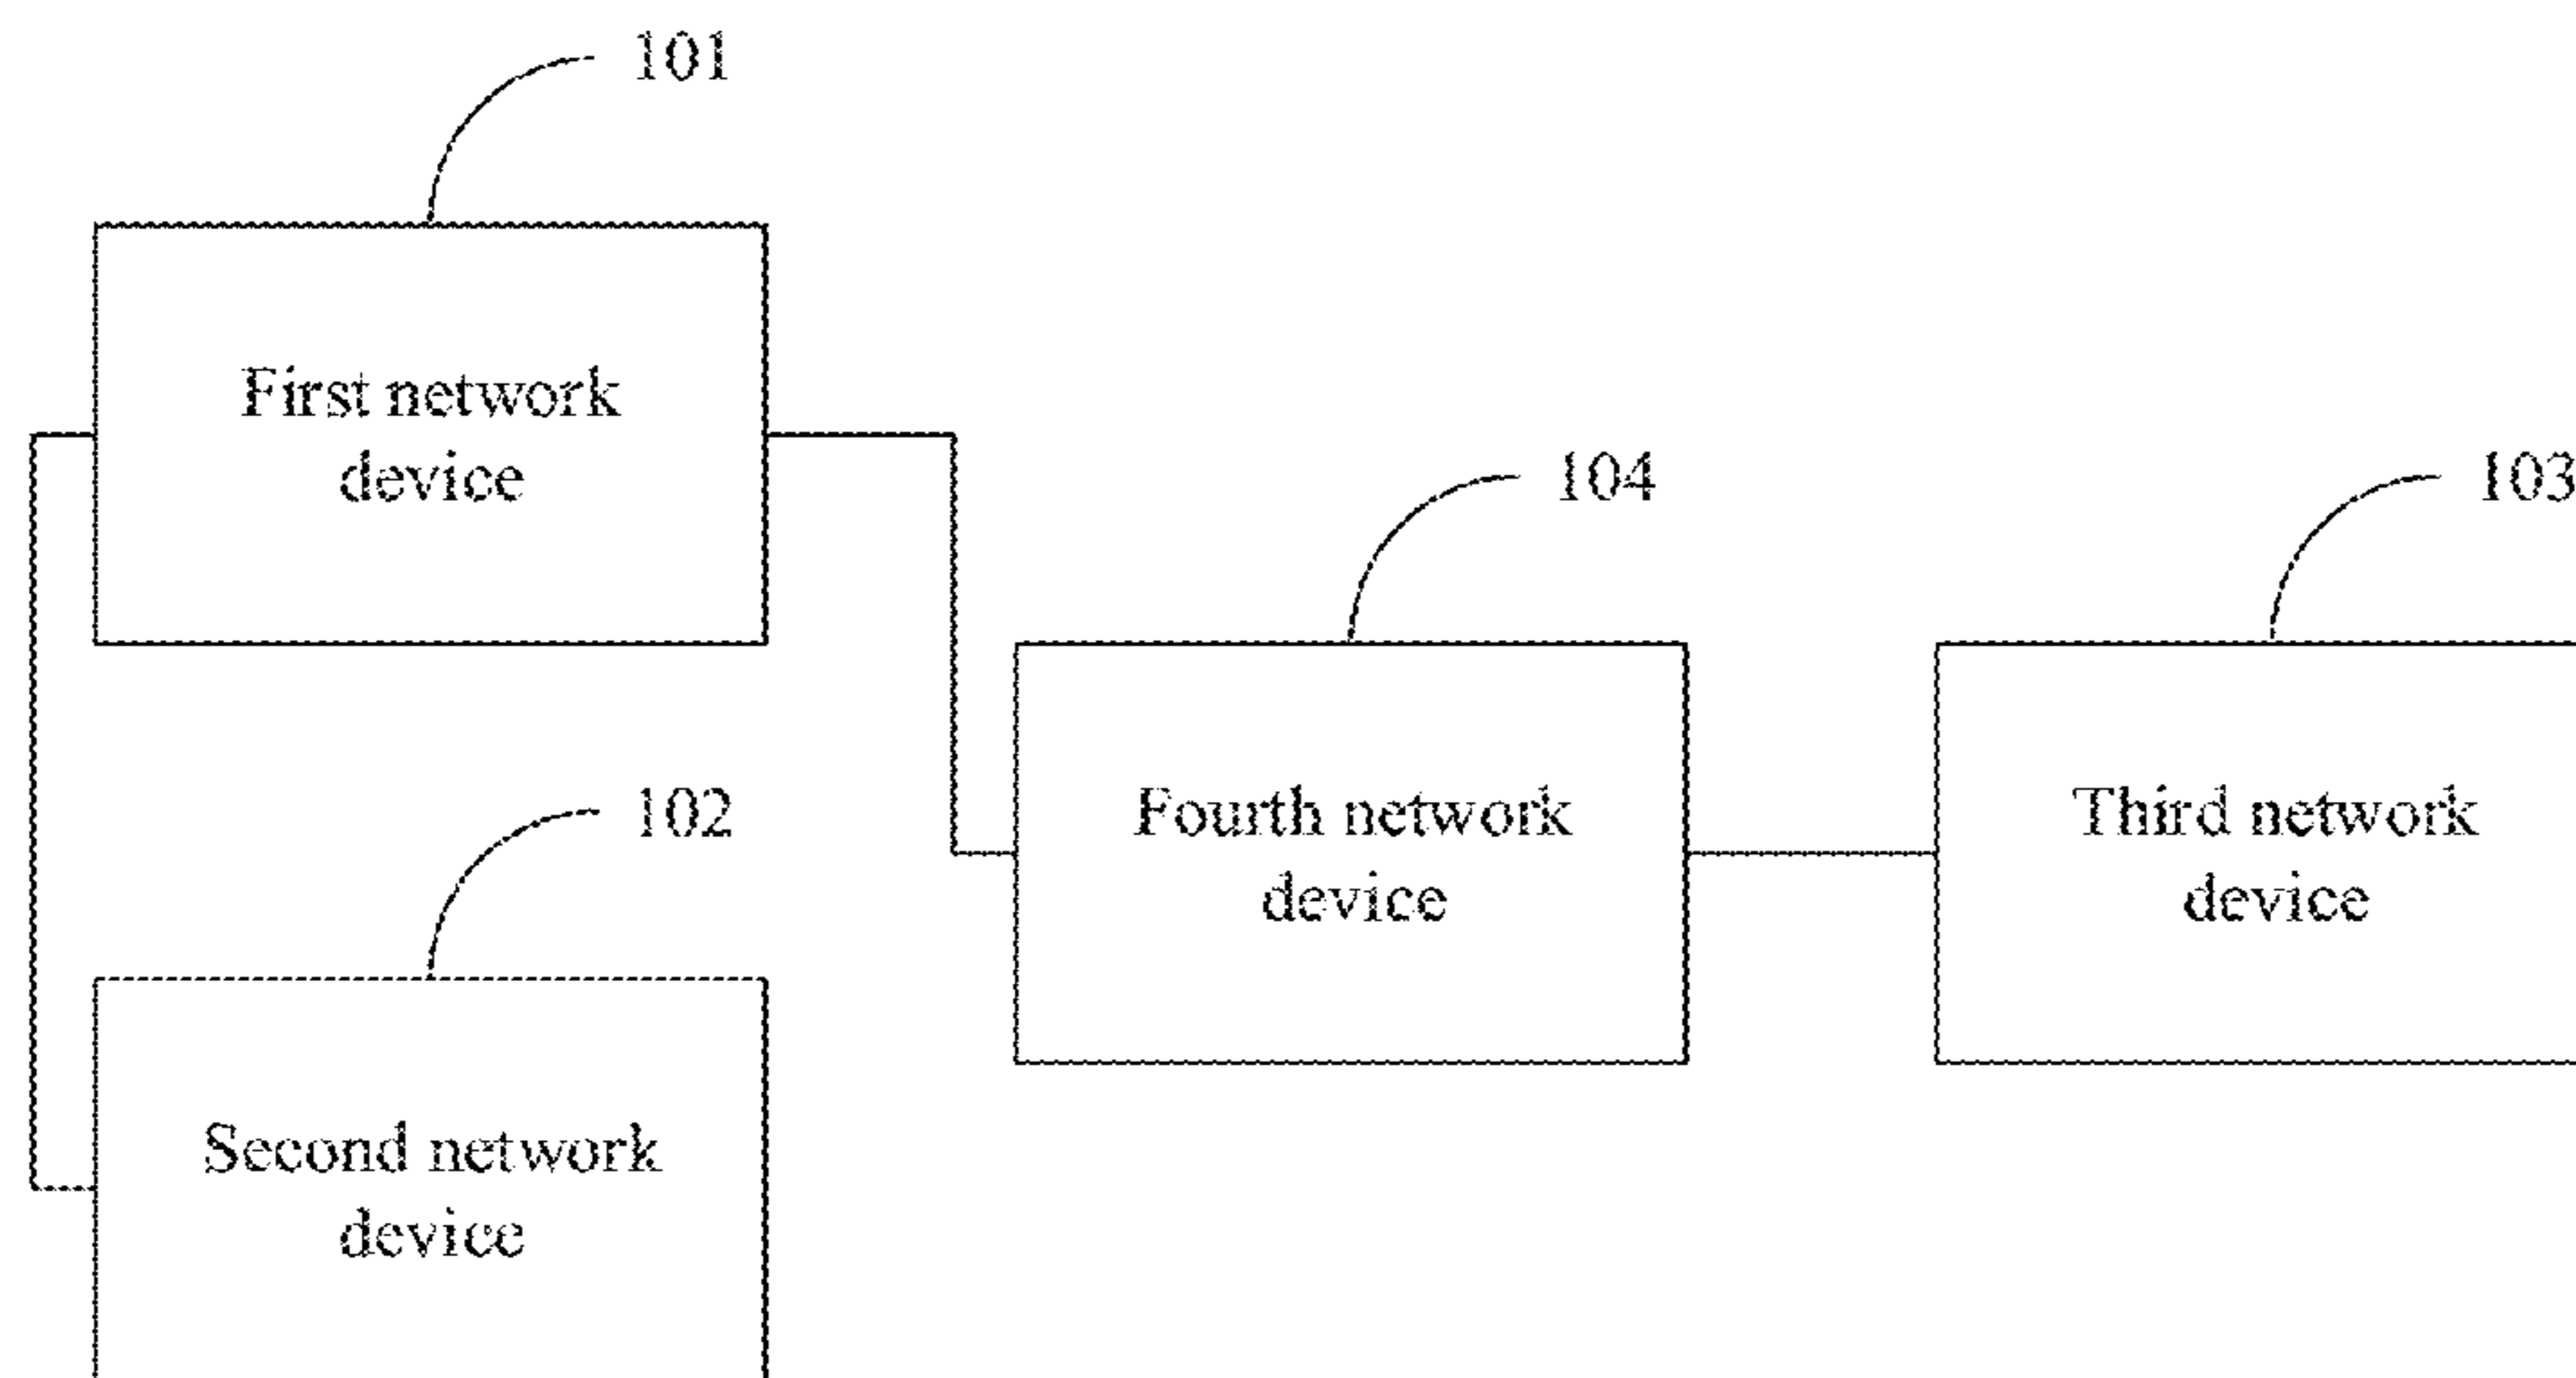 101
First network
device
104
103
Fourth network
device
Third network
device
102
Second network
device